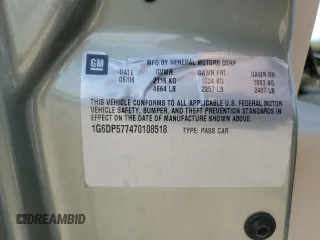 GM
MFD BY GENERAL MOTORS CORP
DATE GVWR GAWR FRT GAWR RR
08/06 2115 KG 1024 KG 1092 KG
4664 LB 2257 LB 2407 LB
THIS VEHICLE CONFORMS TO ALL APPLICABLE U.S. FEDERAL MOTOR
VEHICLE SAFETY, BUMPER, AND THEFT PREVENTION STANDARDS IN
EFFECT ON THE DATE OF MANUFACTURE SHOWN ABOVE.
1G6DP577470108518 TYPE: PASS CAR
DREAMBID